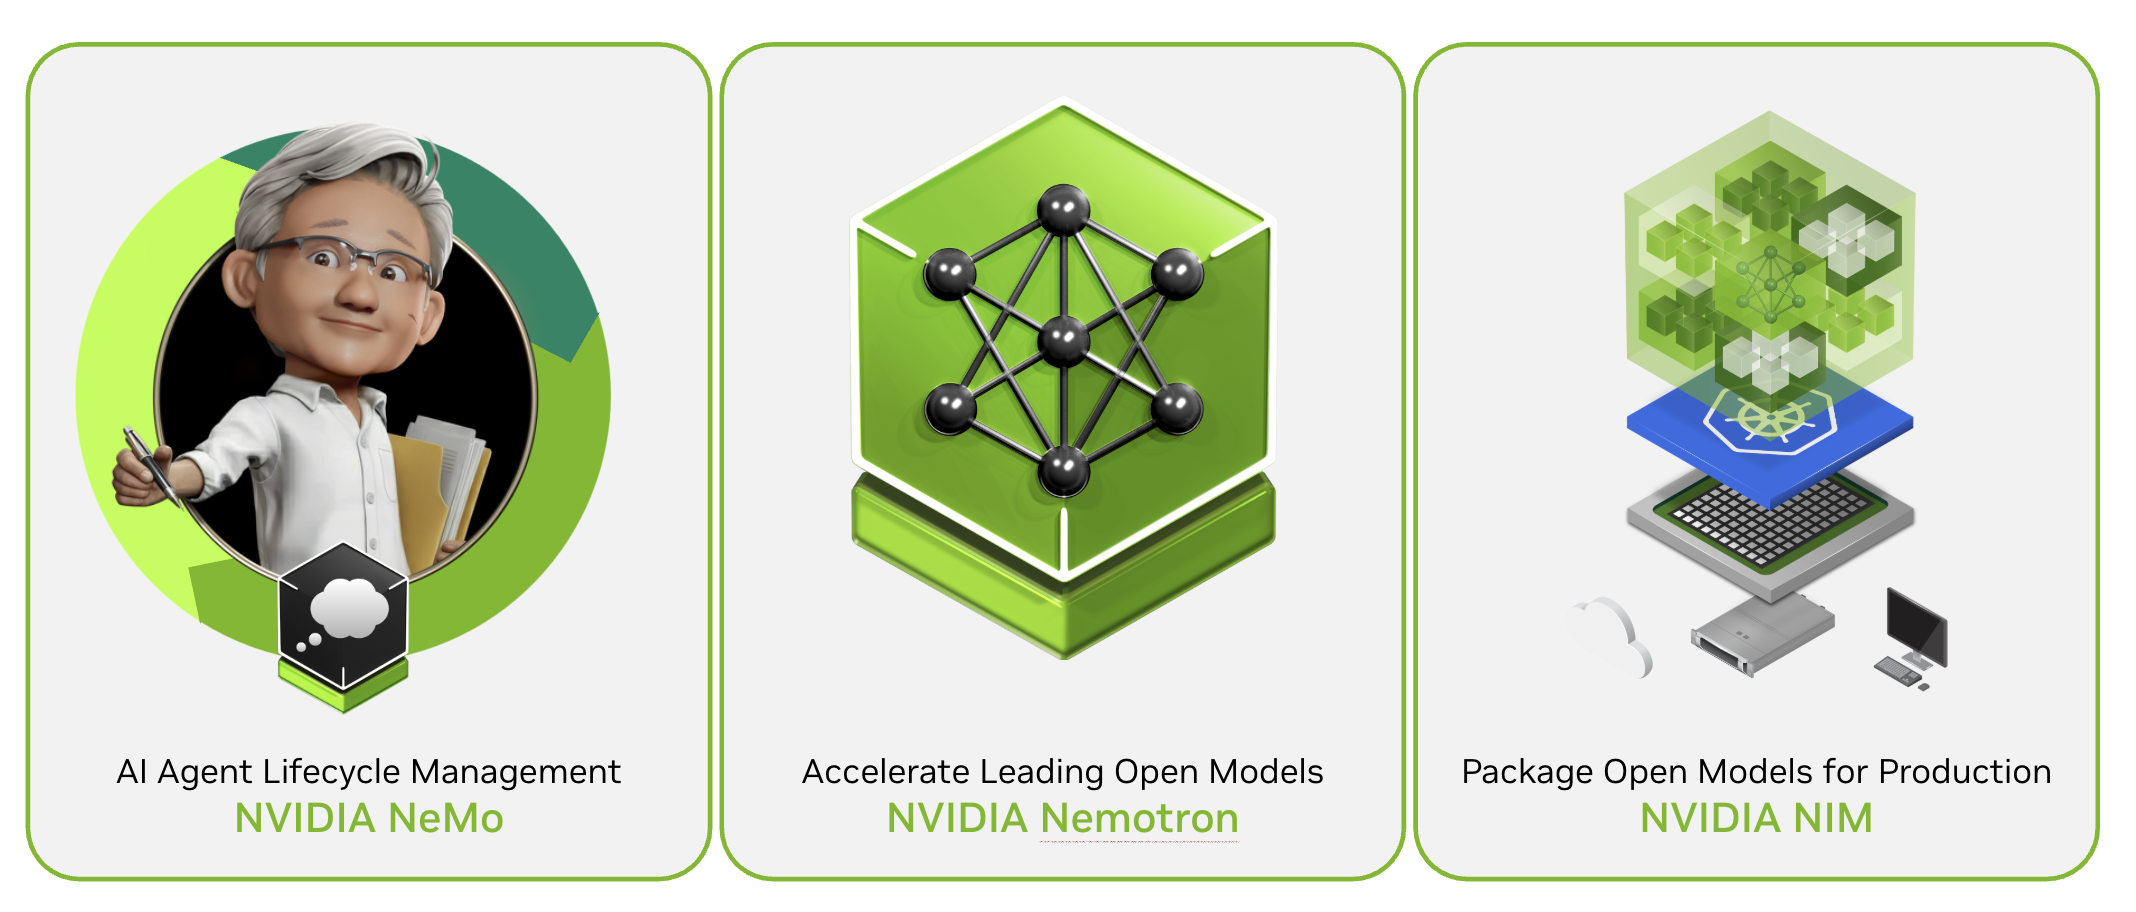 AI Agent Lifecycle Management
NVIDIA NeMo
Accelerate Leading Open Models
NVIDIA Nemotron
Package Open Models for Production
NVIDIA NIM